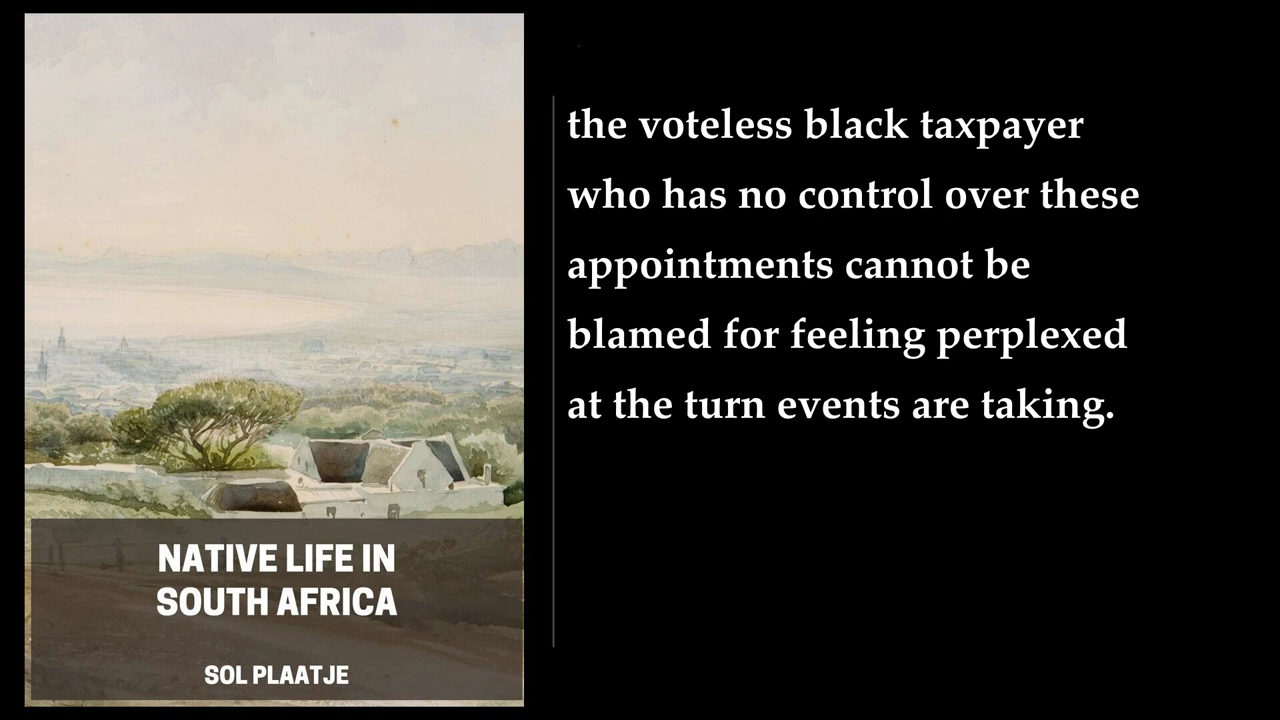 NATIVE LIFE IN
SOUTH AFRICA
SOL PLAATJE
the voteless black taxpayer
who has no control over these
appointments cannot be
blamed for feeling perplexed
at the turn events are taking.